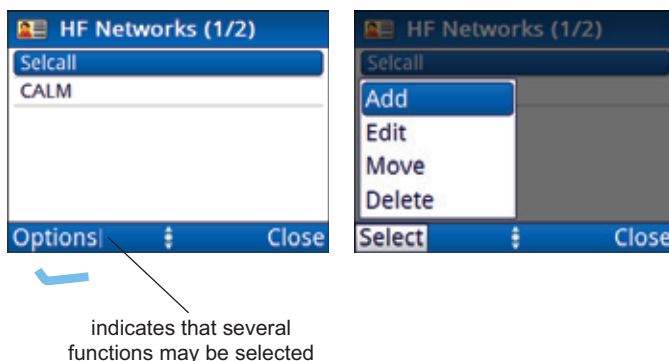 HF Networks (1/2)
Selcall
CALM
Options
Close
indicates that several
functions may be selected
HF Networks (1/2)
Selcall
Add
Edit
Move
Delete
Select
Close